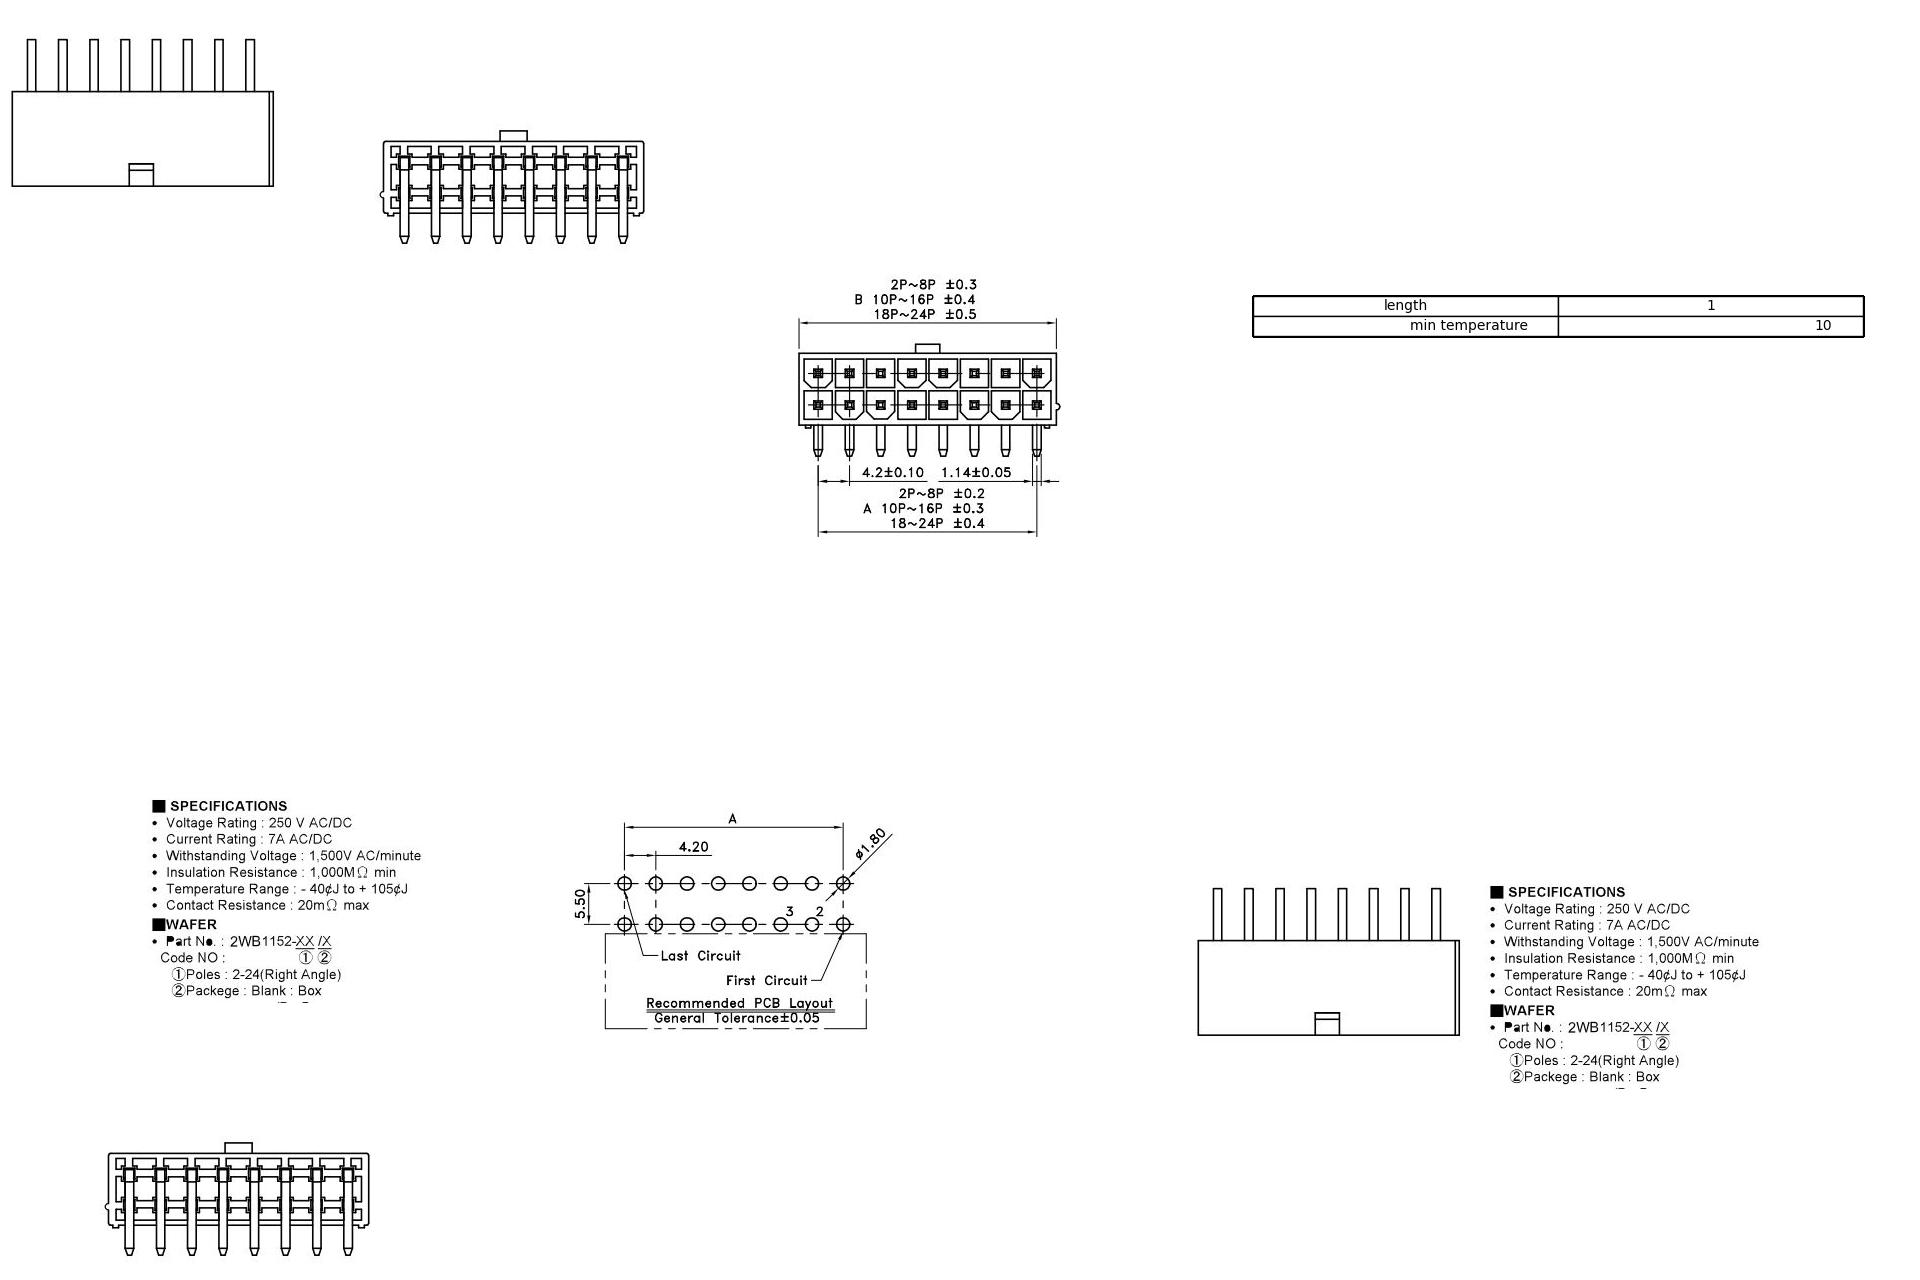 2P~8P ±0.3
B 10P~16P ±0.4
18P~24P ±0.5
length 1
min temperature 10
4.2±0.10 1.14±0.05
2P~8P ±0.2
A 10P~16P ±0.3
18~24P ±0.4
■ SPECIFICATIONS
• Voltage Rating : 250 V AC/DC
• Current Rating : 7A AC/DC
• Withstanding Voltage : 1,500V AC/minute
• Insulation Resistance : 1,000MΩ min
• Temperature Range : - 40¢J to + 105¢J
• Contact Resistance : 20mΩ max
■WAFER
• Part No. : 2WB1152-XX /X
Code NO : ① ②
①Poles : 2-24(Right Angle)
②Packege : Blank : Box
A
4.20
ø1.80
5.50
3 2
Last Circuit
First Circuit
Recommended PCB Layout
General Tolerance±0.05
■ SPECIFICATIONS
• Voltage Rating : 250 V AC/DC
• Current Rating : 7A AC/DC
• Withstanding Voltage : 1,500V AC/minute
• Insulation Resistance : 1,000MΩ min
• Temperature Range : - 40¢J to + 105¢J
• Contact Resistance : 20mΩ max
■WAFER
• Part No. : 2WB1152-XX /X
Code NO : ① ②
①Poles : 2-24(Right Angle)
②Packege : Blank : Box